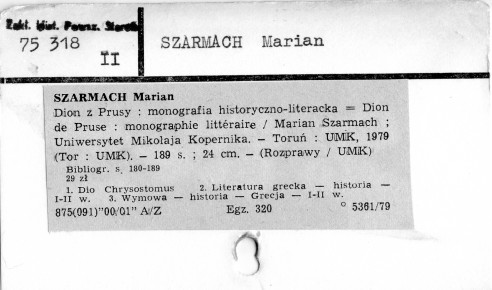 Zakł. Hist. Powsz. Staroż.
75 318
II
SZARMACH Marian
SZARMACH Marian
Dion z Prusy : monografia historyczno-literacka = Dion
de Pruse : monographie littéraire / Marian Szarmach ;
Uniwersytet Mikołaja Kopernika. — Toruń : UMK, 1979
(Tor : UMK). — 189 s. ; 24 cm. — (Rozprawy / UMK)
Bibliogr. s. 180-189
29 zł
1. Dio Chrysostomus 2. Literatura grecka — historia —
I-II w. 3. Wymowa — historia — Grecja — I-II w.
875(091)"00/01" A/Z Egz. 320 ° 5361/79